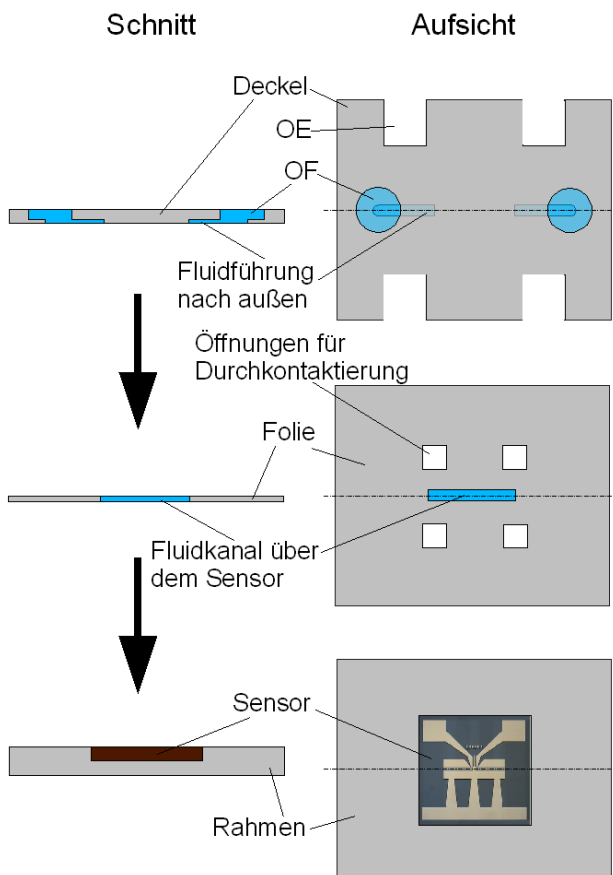 Schnitt
Aufsicht
Deckel
OE
OF
Fluidführung
nach außen
Öffnungen für
Durchkontaktierung
Folie
Fluidkanal über
dem Sensor
Sensor
Rahmen